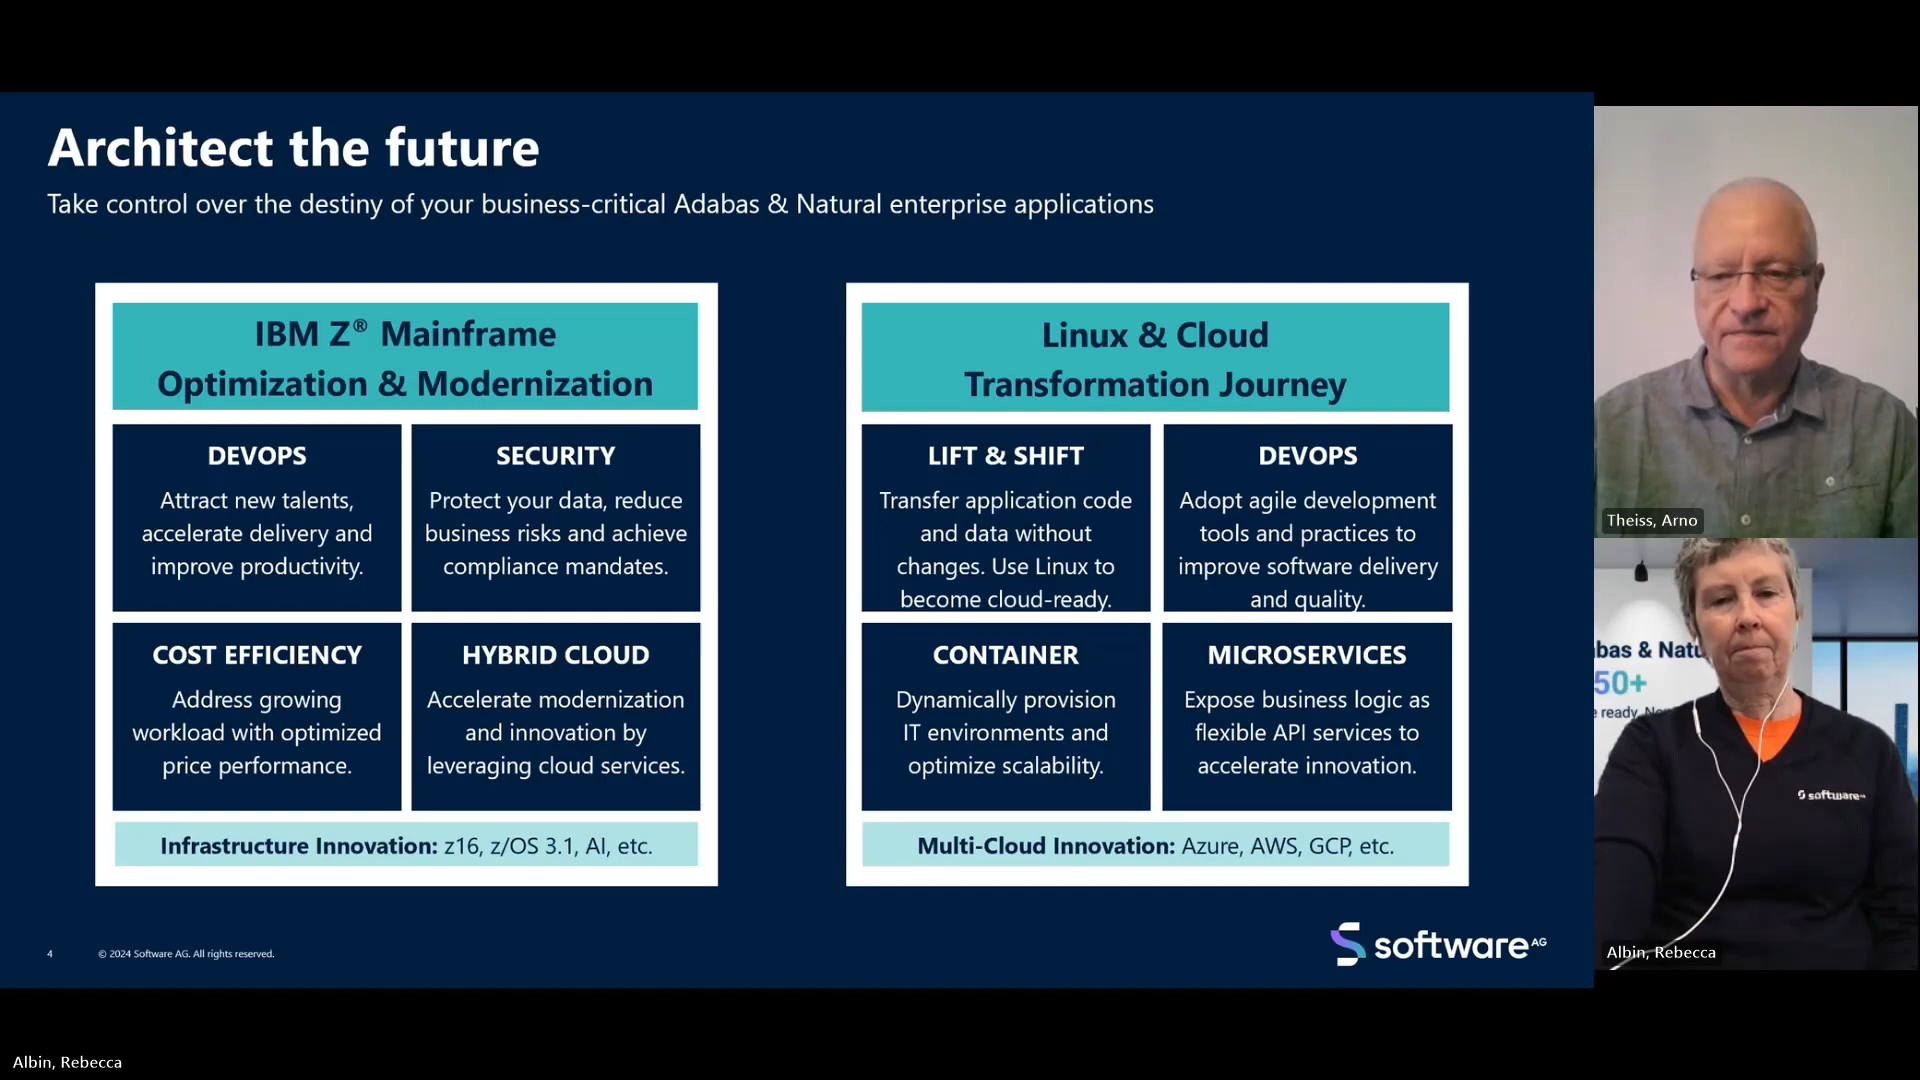 Architect the future
Take control over the destiny of your business-critical Adabas & Natural enterprise applications
IBM Z® Mainframe
Optimization & Modernization
DEVOPS
Attract new talents,
accelerate delivery and
improve productivity.
SECURITY
Protect your data, reduce
business risks and achieve
compliance mandates.
COST EFFICIENCY
Address growing
workload with optimized
price performance.
HYBRID CLOUD
Accelerate modernization
and innovation by
leveraging cloud services.
Infrastructure Innovation: z16, z/OS 3.1, AI, etc.
Linux & Cloud
Transformation Journey
LIFT & SHIFT
Transfer application code
and data without
changes. Use Linux to
become cloud-ready.
DEVOPS
Adopt agile development
tools and practices to
improve software delivery
and quality.
CONTAINER
Dynamically provision
IT environments and
optimize scalability.
MICROSERVICES
Expose business logic as
flexible API services to
accelerate innovation.
Multi-Cloud Innovation: Azure, AWS, GCP, etc.
4
© 2024 Software AG. All rights reserved.
software AG
Theiss, Arno
bas & Natu
50+
ready
software
Albin, Rebecca
Albin, Rebecca